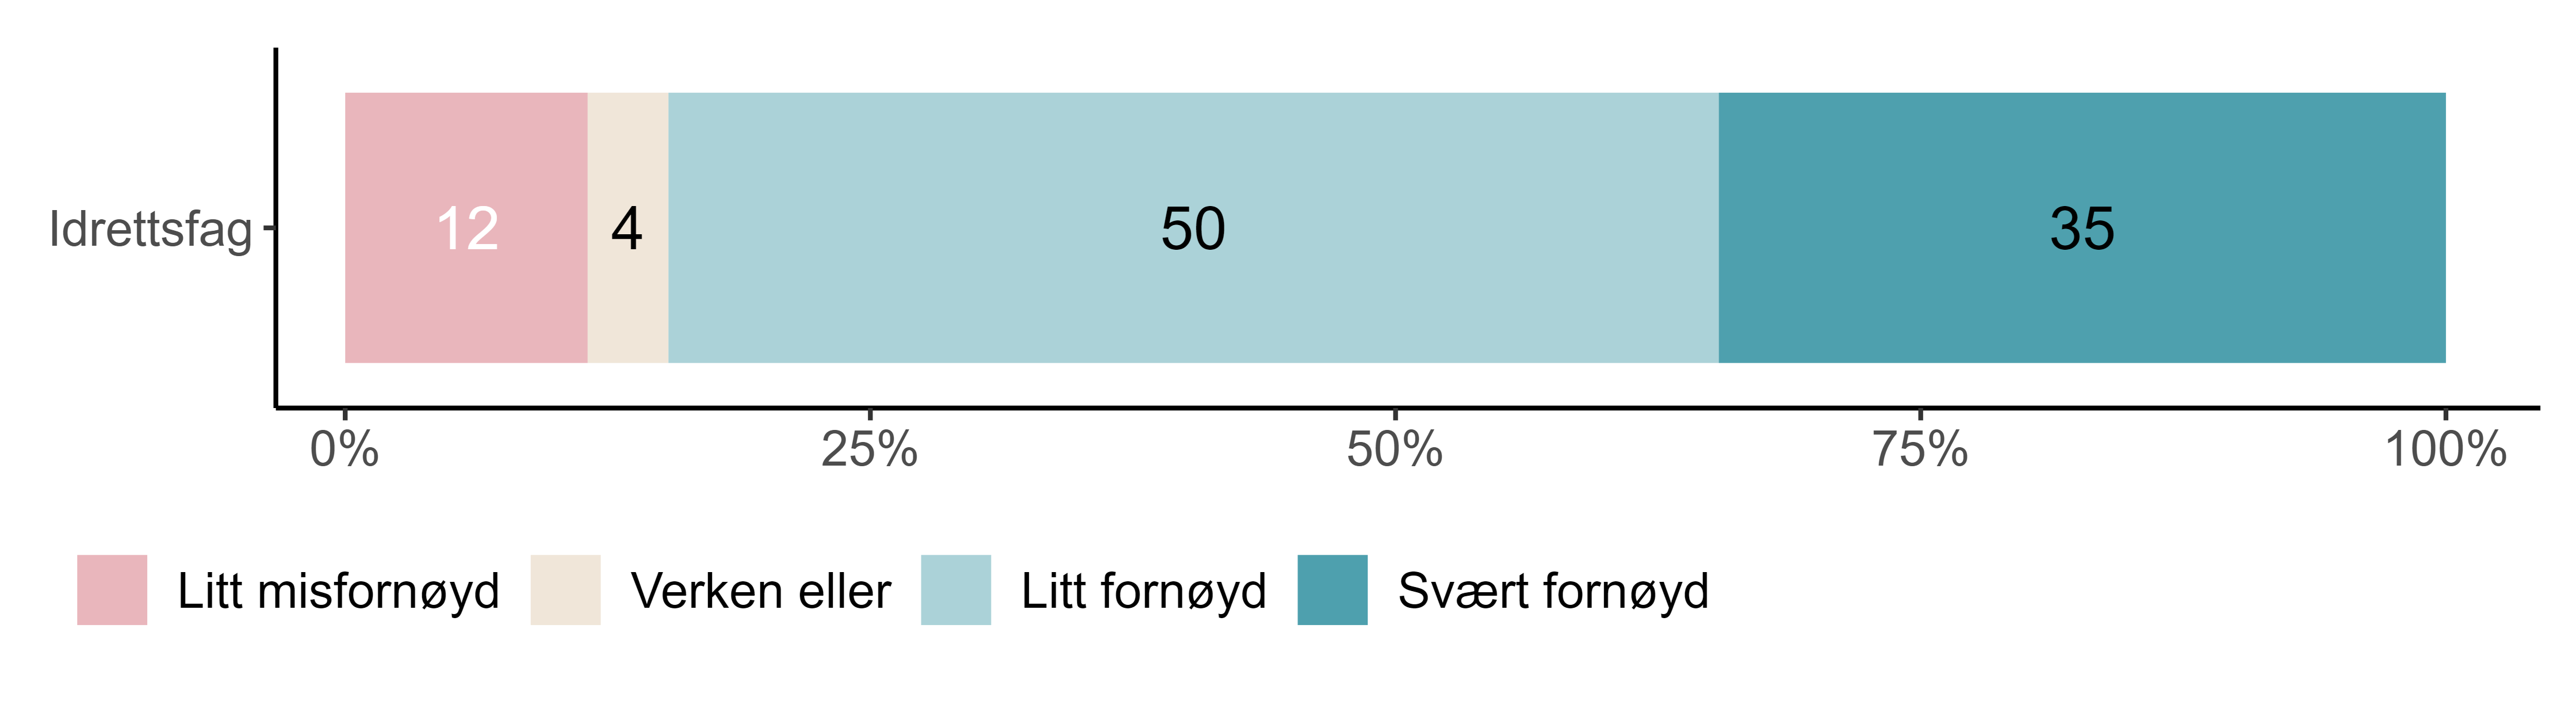 Idrettsfag
12 4 50 35
0% 25% 50% 75% 100%
Litt misfornøyd Verken eller Litt fornøyd Svært fornøyd